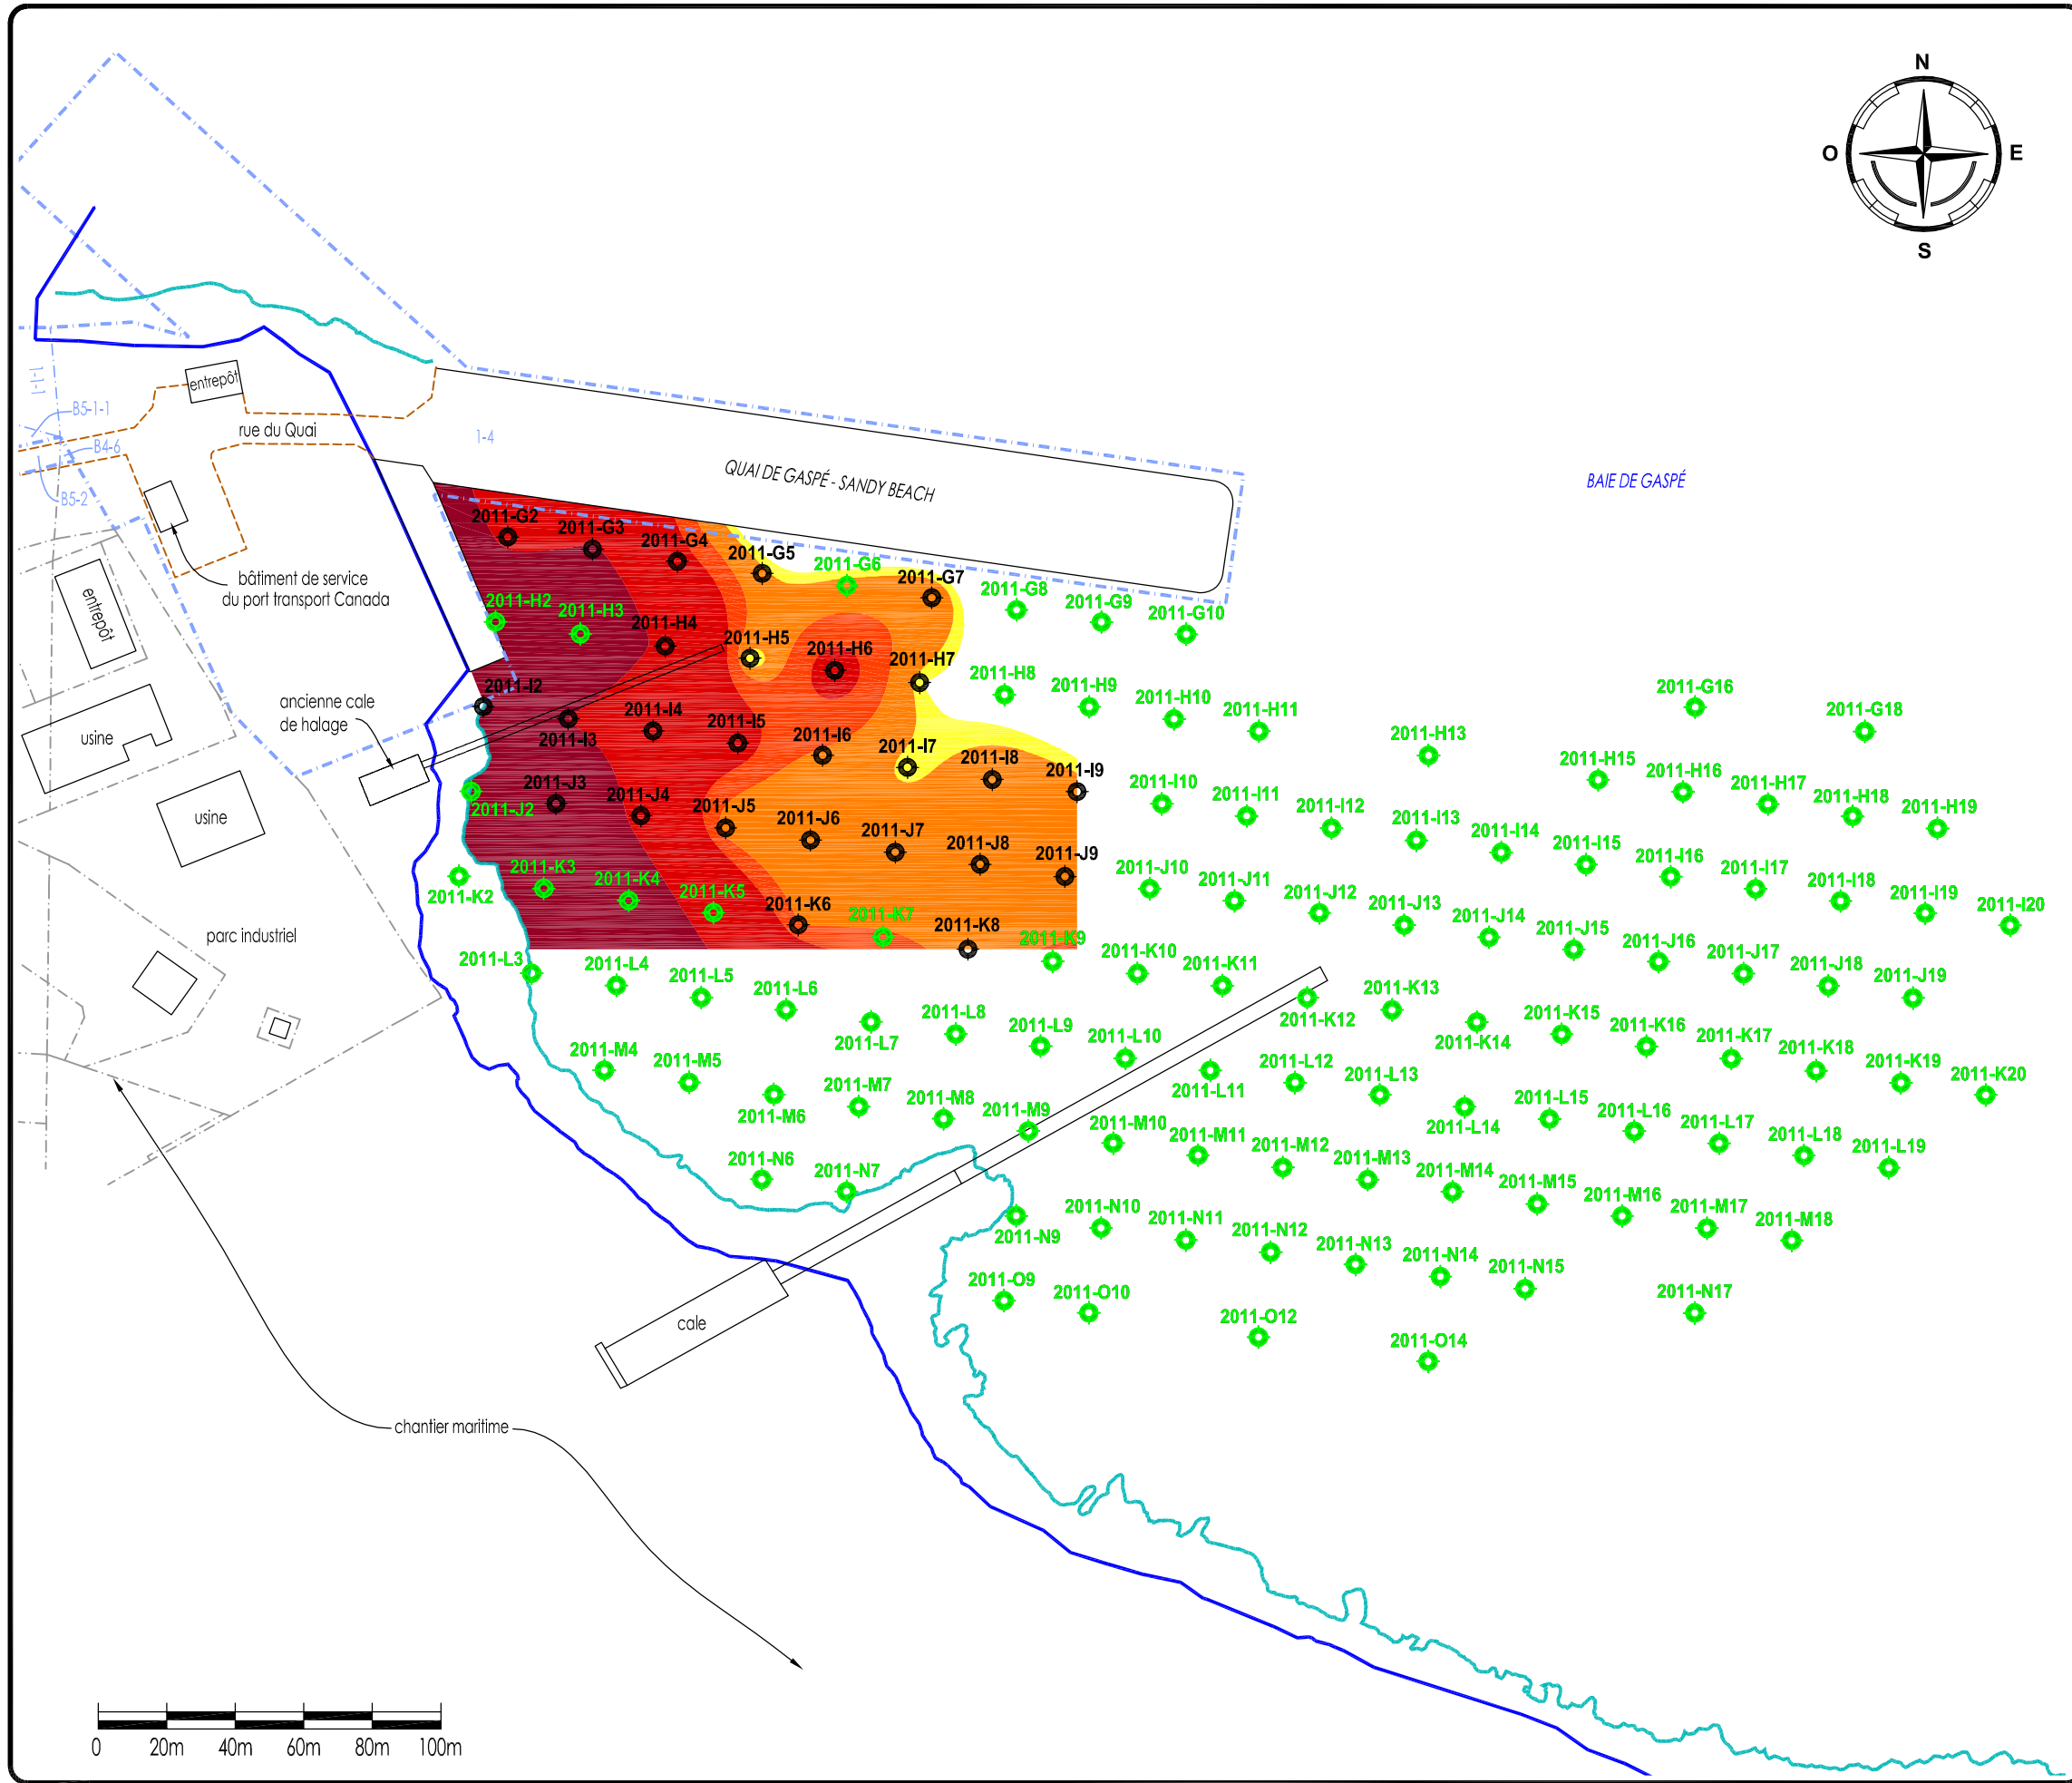 N
O
E
S
1-1-1
entrepôt
B5-1-1
rue du Quai
B4-6
B5-2
1-4
QUAI DE GASPÉ - SANDY BEACH
BAIE DE GASPÉ
bâtiment de service
du port transport Canada
entrepôt
usine
usine
ancienne cale
de halage
parc industriel
cale
chantier maritime
2011-G2
2011-G3
2011-G4
2011-G5
2011-G6
2011-G7
2011-G8
2011-G9
2011-G10
2011-G16
2011-G18
2011-H2
2011-H3
2011-H4
2011-H5
2011-H6
2011-H7
2011-H8
2011-H9
2011-H10
2011-H11
2011-H13
2011-H15
2011-H16
2011-H17
2011-H18
2011-H19
2011-I2
2011-I3
2011-I4
2011-I5
2011-I6
2011-I7
2011-I8
2011-I9
2011-I10
2011-I11
2011-I12
2011-I13
2011-I14
2011-I15
2011-I16
2011-I17
2011-I18
2011-I19
2011-I20
2011-J2
2011-J3
2011-J4
2011-J5
2011-J6
2011-J7
2011-J8
2011-J9
2011-J10
2011-J11
2011-J12
2011-J13
2011-J14
2011-J15
2011-J16
2011-J17
2011-J18
2011-J19
2011-K2
2011-K3
2011-K4
2011-K5
2011-K6
2011-K7
2011-K8
2011-K9
2011-K10
2011-K11
2011-K12
2011-K13
2011-K14
2011-K15
2011-K16
2011-K17
2011-K18
2011-K19
2011-K20
2011-L3
2011-L4
2011-L5
2011-L6
2011-L7
2011-L8
2011-L9
2011-L10
2011-L11
2011-L12
2011-L13
2011-L14
2011-L15
2011-L16
2011-L17
2011-L18
2011-L19
2011-M4
2011-M5
2011-M6
2011-M7
2011-M8
2011-M9
2011-M10
2011-M11
2011-M12
2011-M13
2011-M14
2011-M15
2011-M16
2011-M17
2011-M18
2011-N6
2011-N7
2011-N9
2011-N10
2011-N11
2011-N12
2011-N13
2011-N14
2011-N15
2011-N17
2011-O9
2011-O10
2011-O12
2011-O14
0 20m 40m 60m 80m 100m